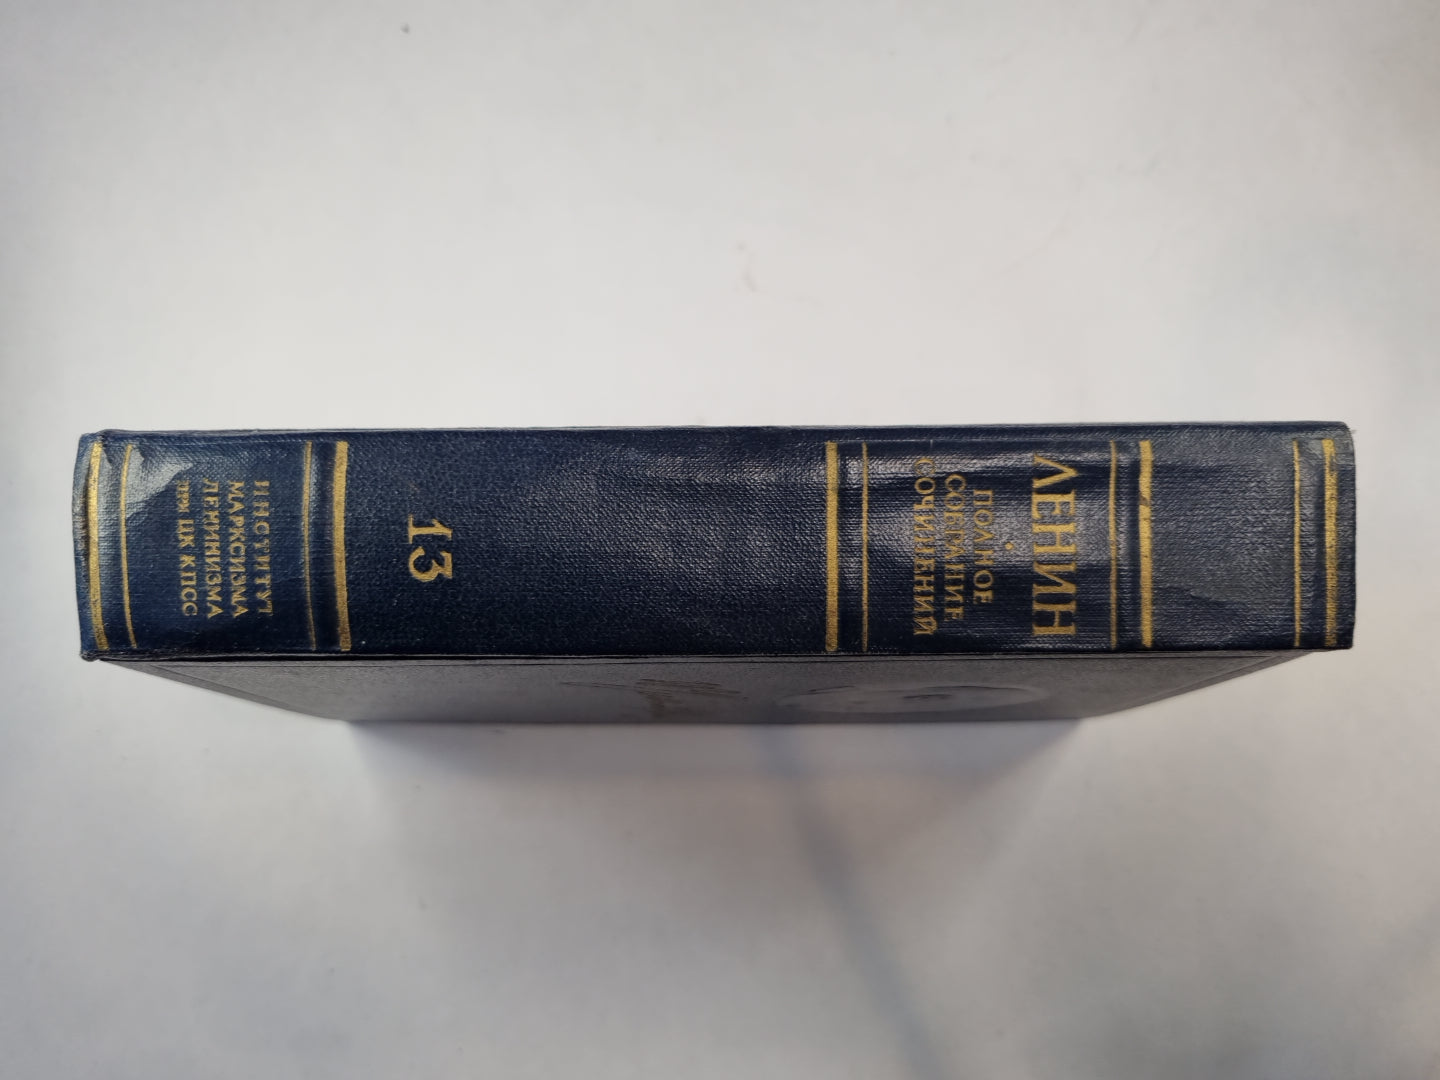 ЛЕНИН
ПОЛНОЕ
СОБРАНИЕ
СОЧИНЕНИЙ
13
ИНСТИТУТ
МАРКСИЗМА
ЛЕНИНИЗМА
ПРИ ЦК КПСС